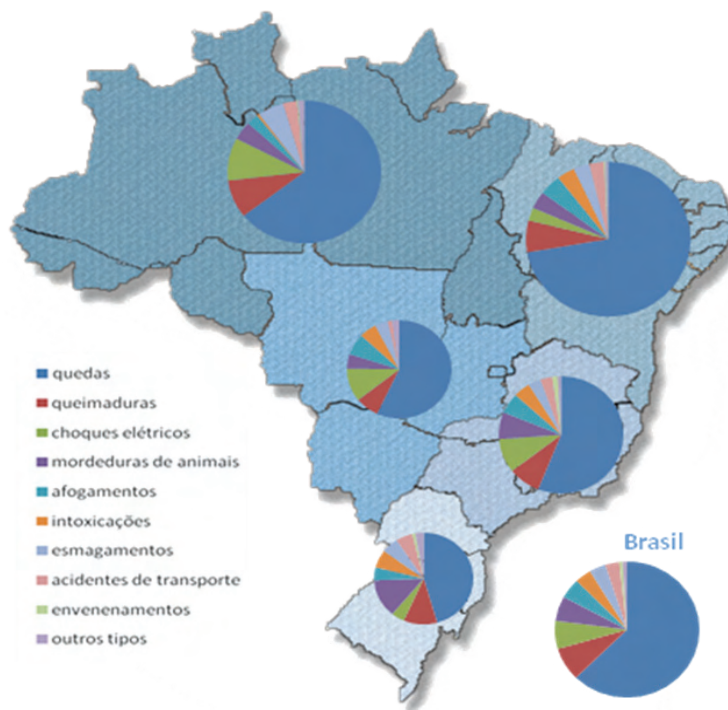 quedas
queimaduras
choques elétricos
mordeduras de animais
afogamentos
intoxicações
esmagamentos
acidentes de transporte
envenenamentos
outros tipos
Brasil